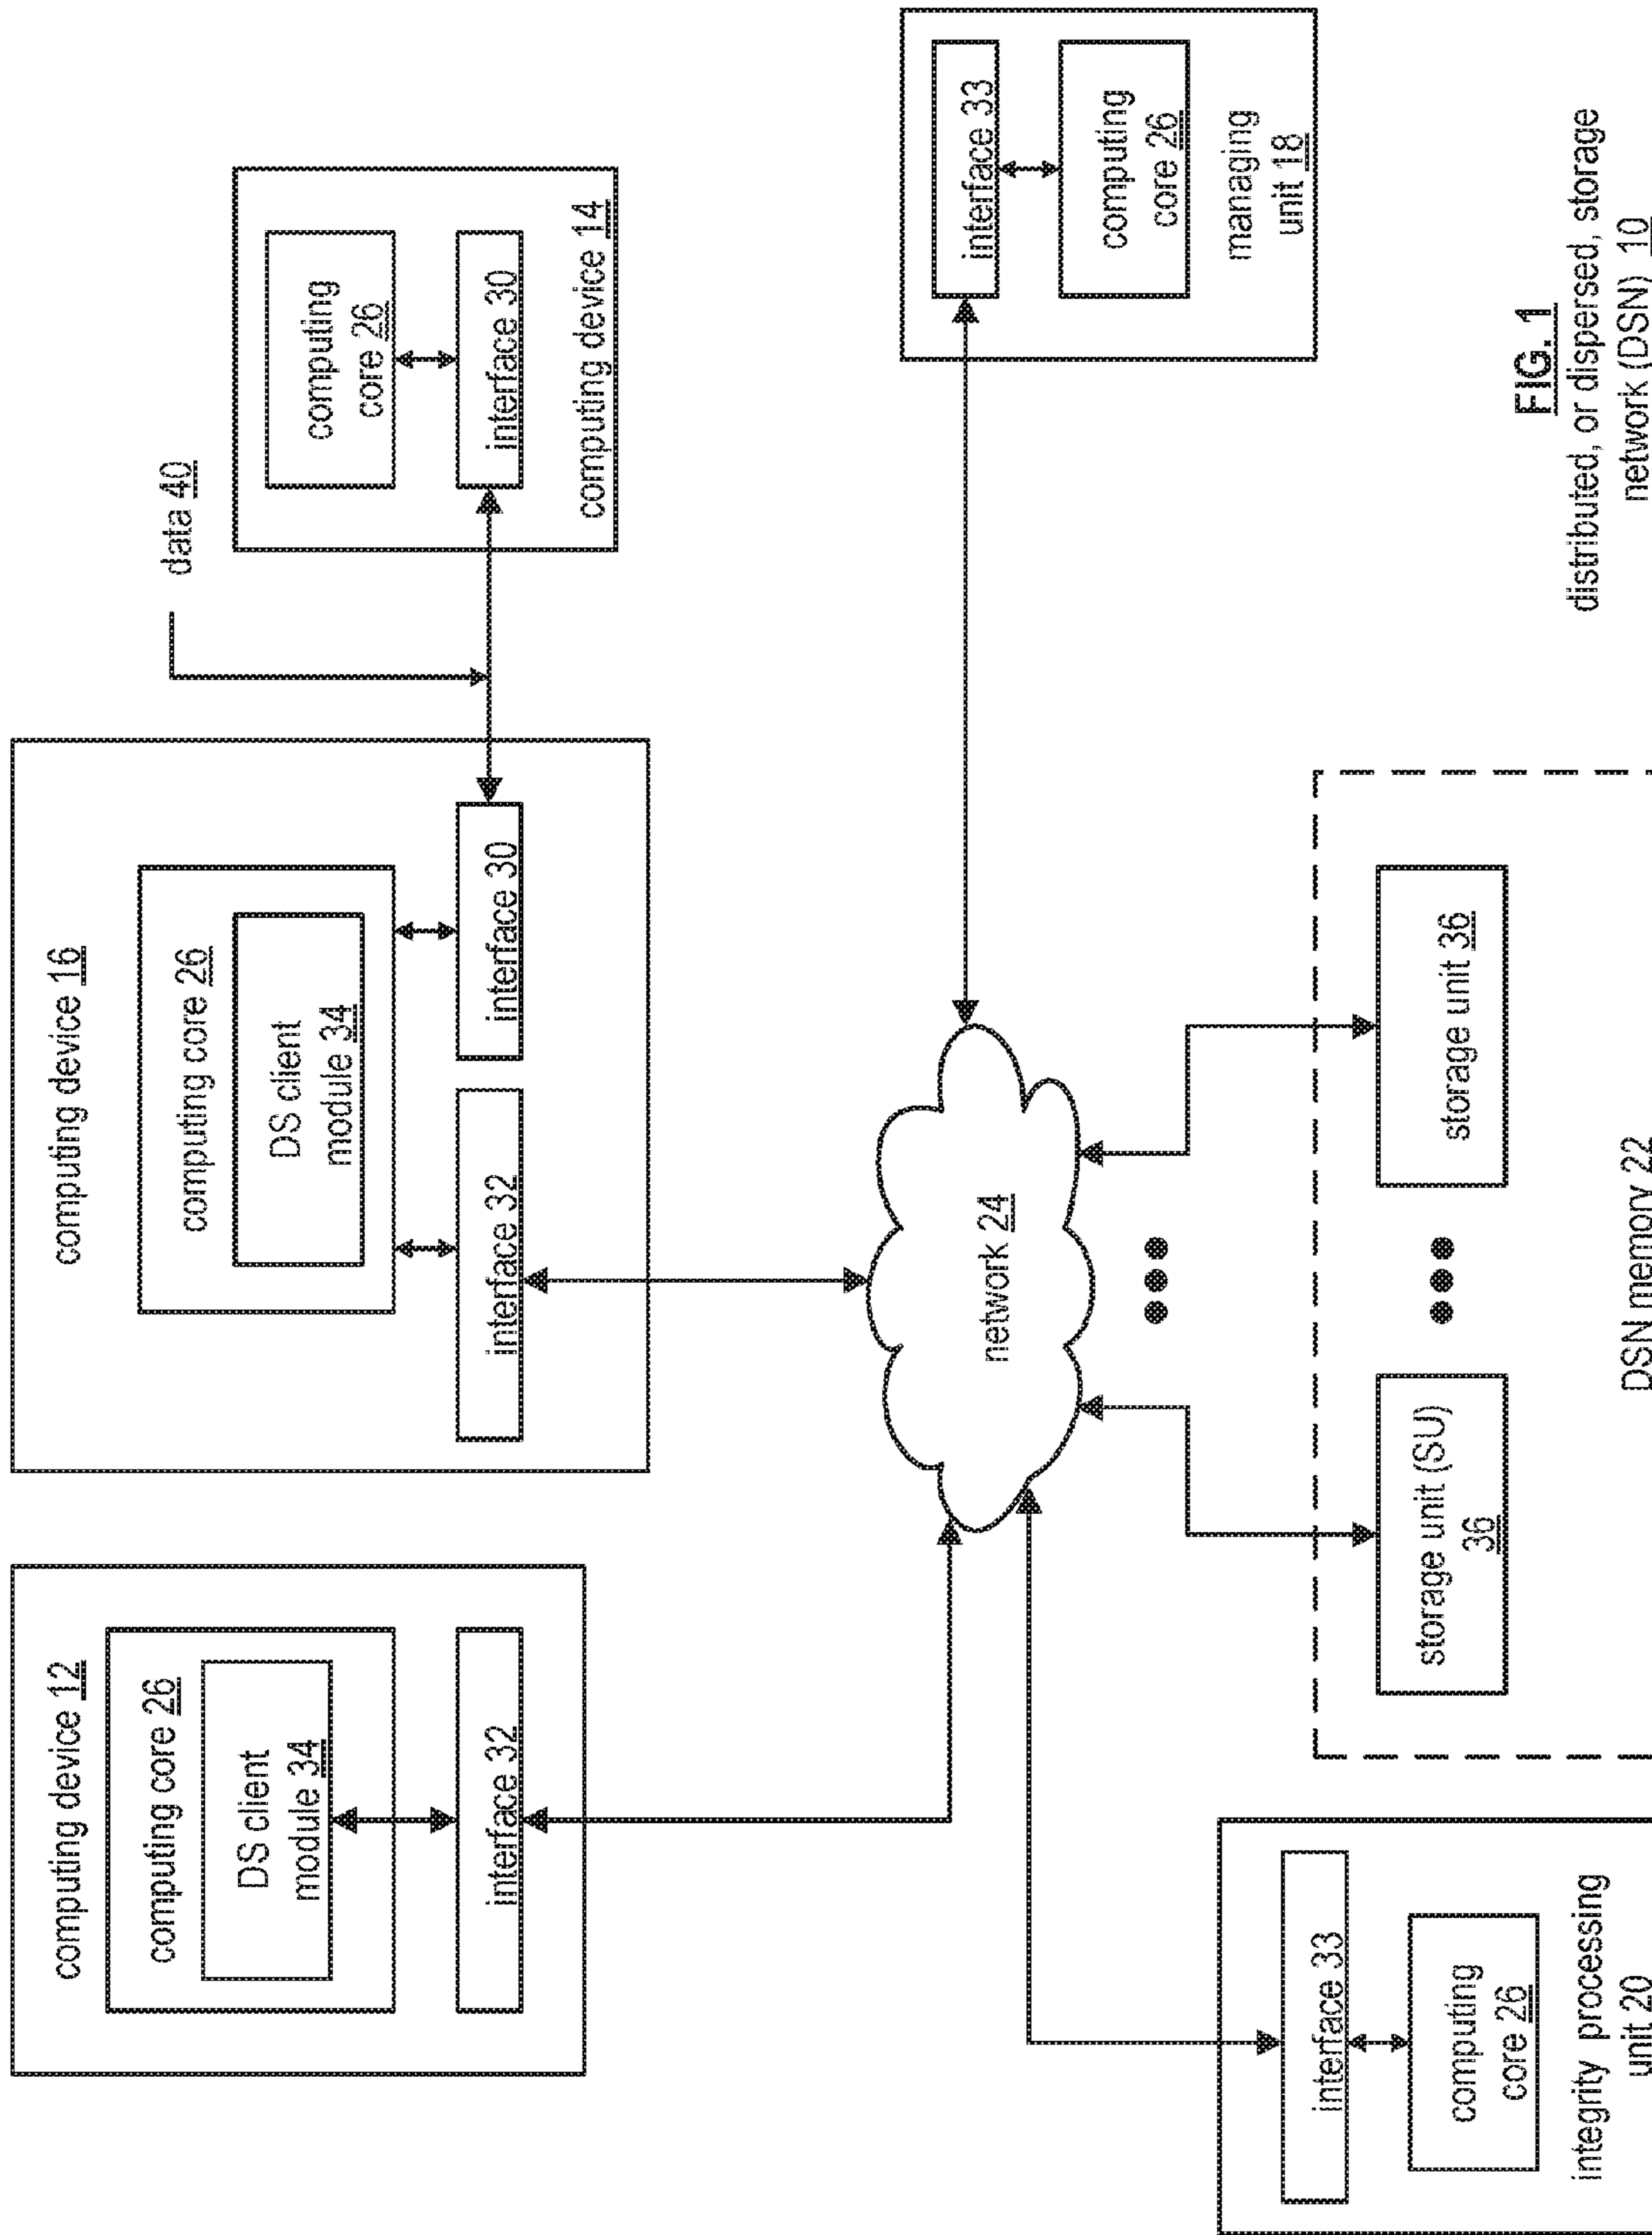 computing device 12
computing core 26
DS client
module 34
interface 32
computing device 16
computing core 26
DS client
module 34
interface 32
interface 30
data 40
computing
core 26
interface 30
computing device 14
network 24
interface 33
computing
core 26
managing
unit 18
interface 33
computing
core 26
integrity processing
unit 20
storage unit (SU)
36
storage unit 36
DSN memory 22
FIG. 1
distributed, or dispersed, storage
network (DSN) 10